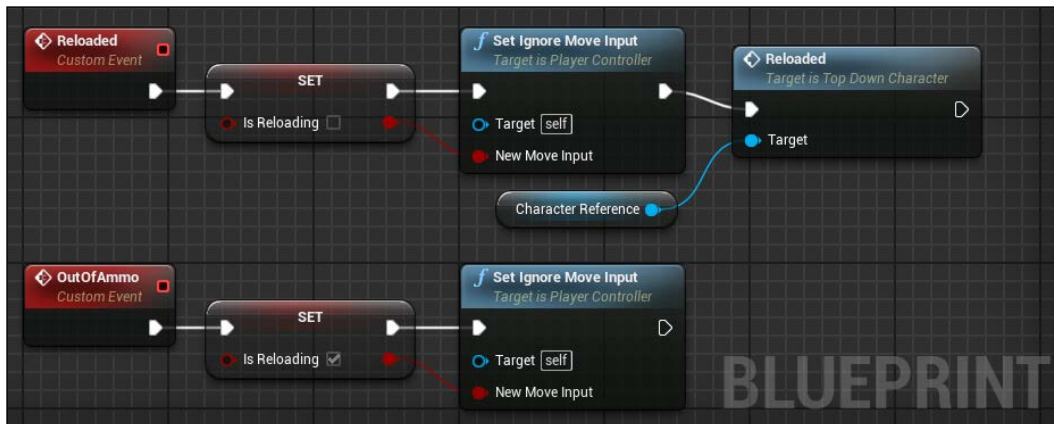 Reloaded
Custom Event
SET
Is Reloading
Set Ignore Move Input
Target is Player Controller
Target self
New Move Input
Reloaded
Target is Top Down Character
Target
Character Reference
OutOfAmmo
Custom Event
SET
Is Reloading
Set Ignore Move Input
Target is Player Controller
Target self
New Move Input
BLUEPRINT